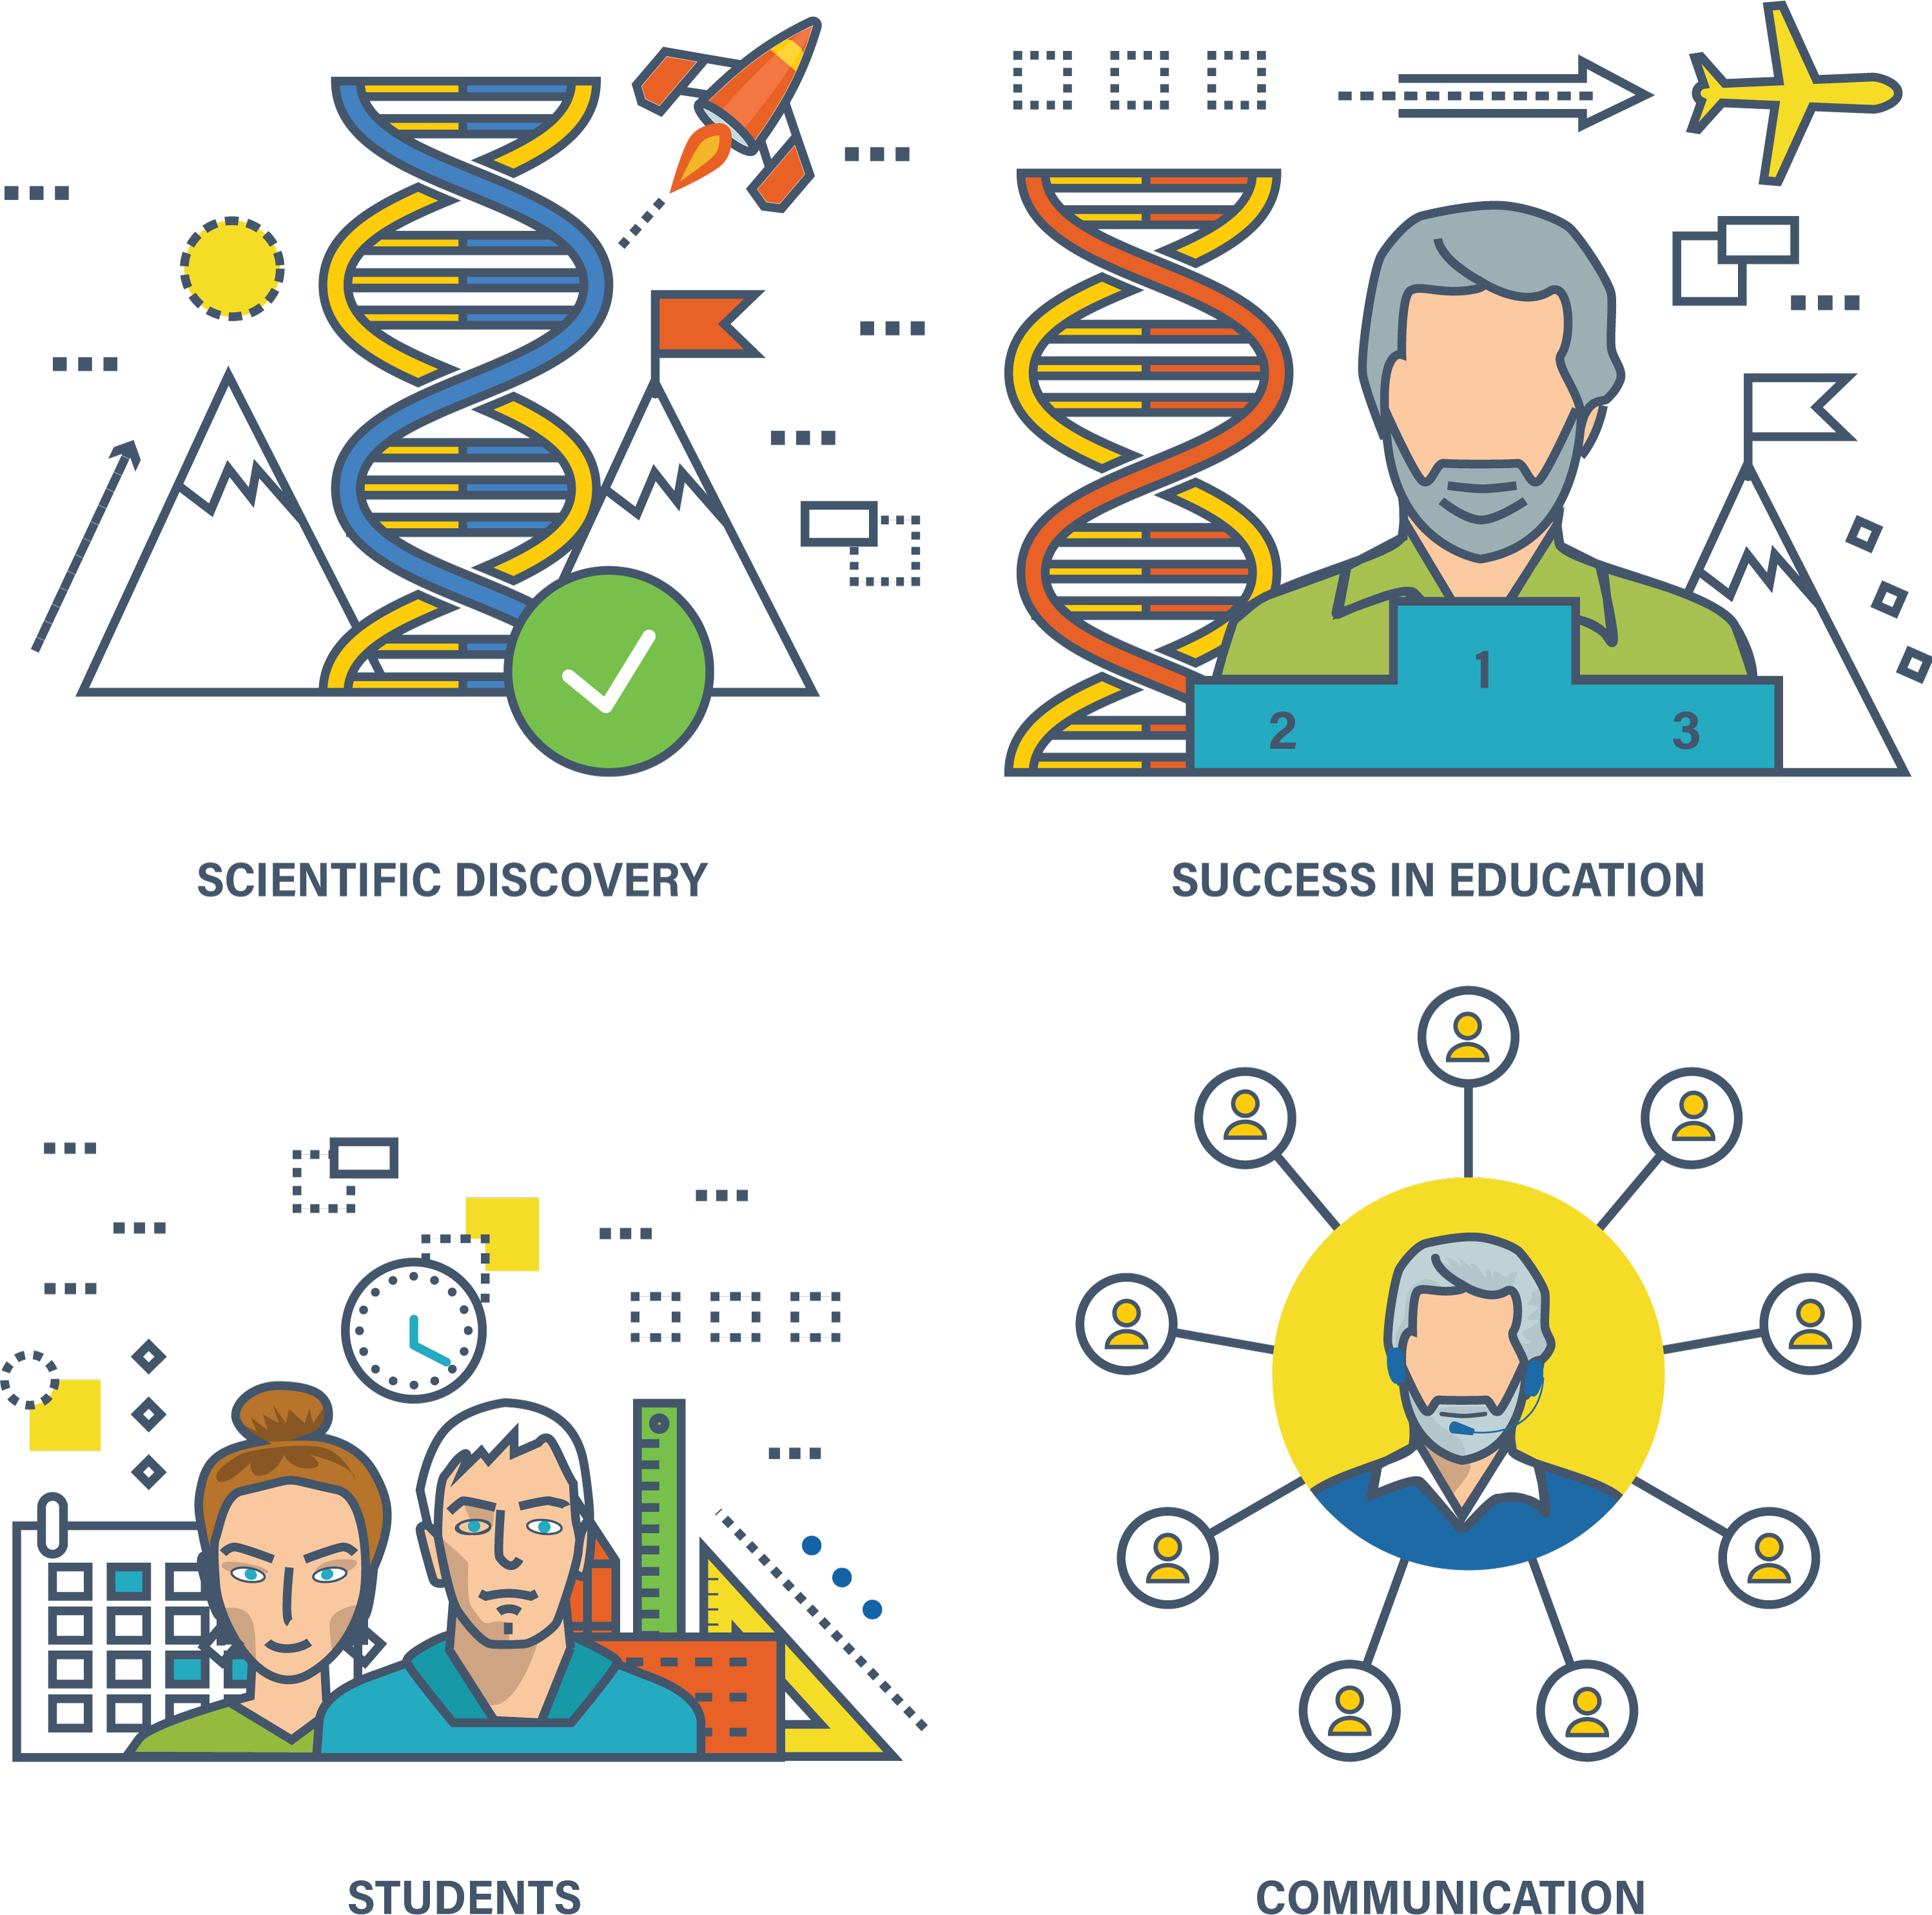 SCIENTIFIC DISCOVERY
1
2
3
SUCCESS IN EDUCATION
STUDENTS
COMMUNICATION